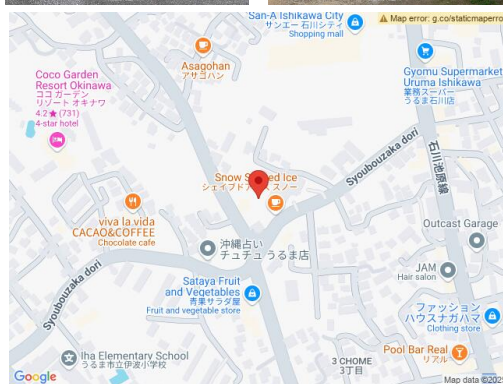 San-A Ishikawa City
サンエー 石川シティ
Shopping mall
⚠ Map error: g.co/staticmaperro
Asagohan
アサゴハン
Gyomu Supermarket
Uruma Ishikawa
業務スーパー
うるま石川店
Coco Garden
Resort Okinawa
ココ ガーデン
リゾート オキナワ
4.2★(731)
4-star hotel
石川池原線
Syoubouzaka dori
Snow S
ed Ice
シェイブド
ス スノー
viva la vida
CACAO&COFFEE
Chocolate cafe
Outcast Garage
沖縄占い
チュチュ うるま店
JAM
Hair salon
Syoubouzaka dori
Sataya Fruit
and Vegetables
青果サラダ屋
Fruit and vegetable store
ファッション
ハウスナガハマ
Clothing store
Iha Elementary School
うるま市立伊波小学校
3 CHOME
3丁目
Pool Bar Real
リアル
Google
Map data ©202